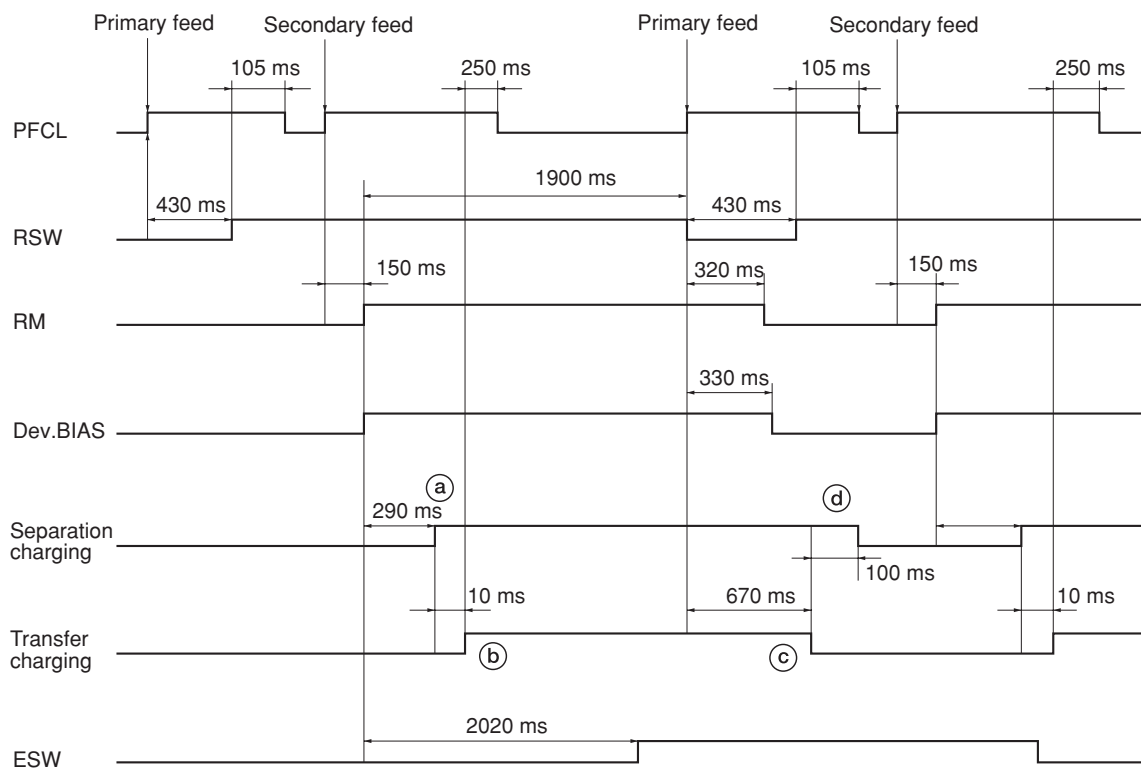 Primary feed
Secondary feed
Primary feed
Secondary feed
105 ms
250 ms
105 ms
250 ms
PFCL
1900 ms
430 ms
430 ms
RSW
150 ms
320 ms
150 ms
RM
330 ms
Dev.BIAS
a
d
290 ms
Separation
charging
100 ms
10 ms
670 ms
10 ms
Transfer
charging
b
c
2020 ms
ESW